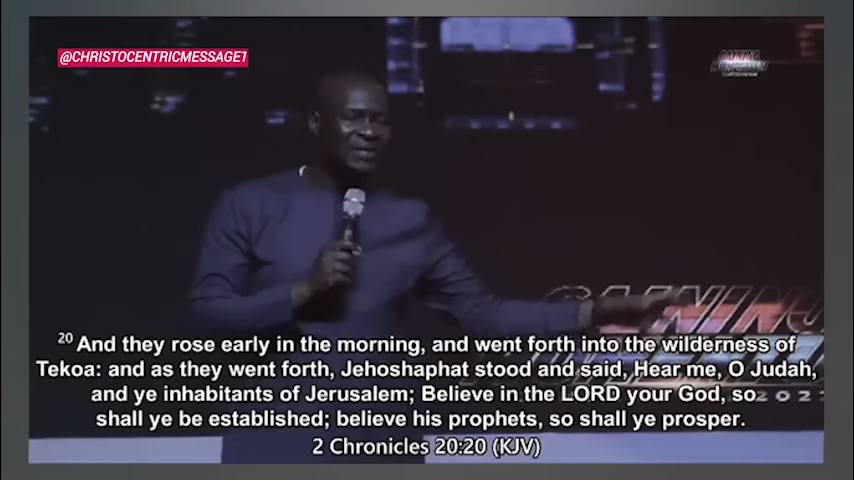 @CHRISTOCENTRICMESSAGE1
20 And they rose early in the morning, and went forth into the wilderness of
Tekoa: and as they went forth, Jehoshaphat stood and said, Hear me, O Judah,
and ye inhabitants of Jerusalem; Believe in the LORD your God, so
shall ye be established; believe his prophets, so shall ye prosper.
2 Chronicles 20:20 (KJV)